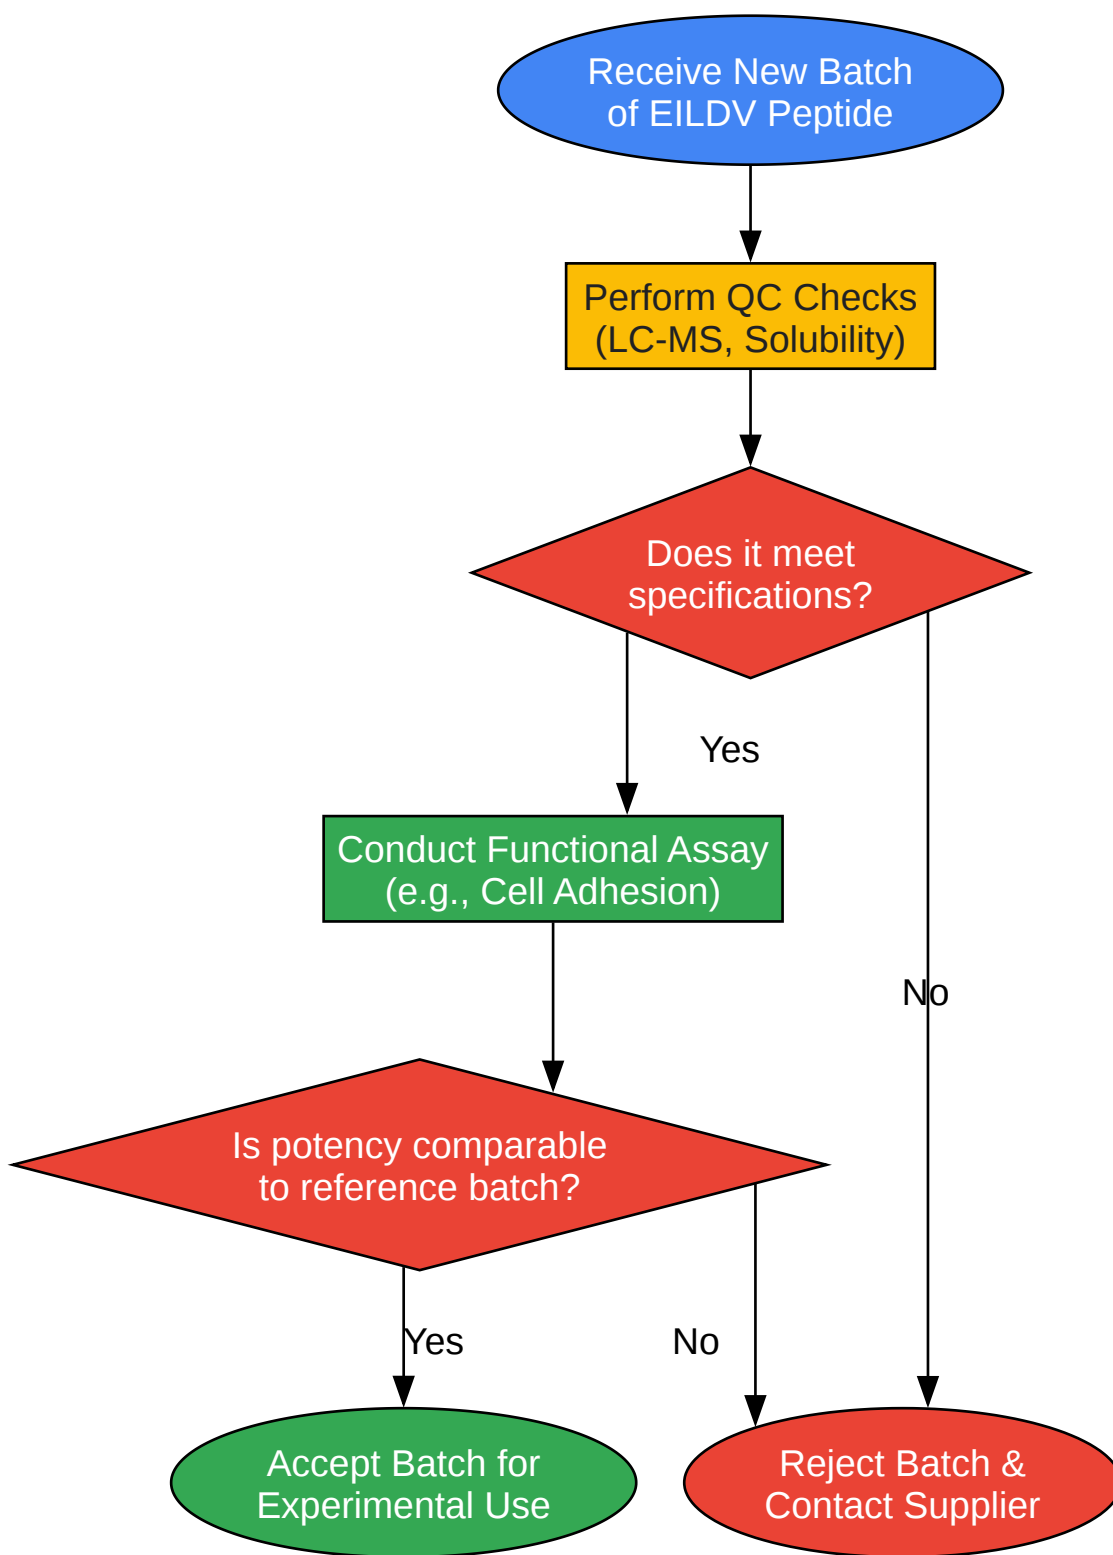 Receive New Batch
of EILDV Peptide
Perform QC Checks
(LC-MS, Solubility)
Does it meet
specifications?
Yes
Conduct Functional Assay
(e.g., Cell Adhesion)
No
Is potency comparable
to reference batch?
Yes
No
Accept Batch for
Experimental Use
Reject Batch &
Contact Supplier